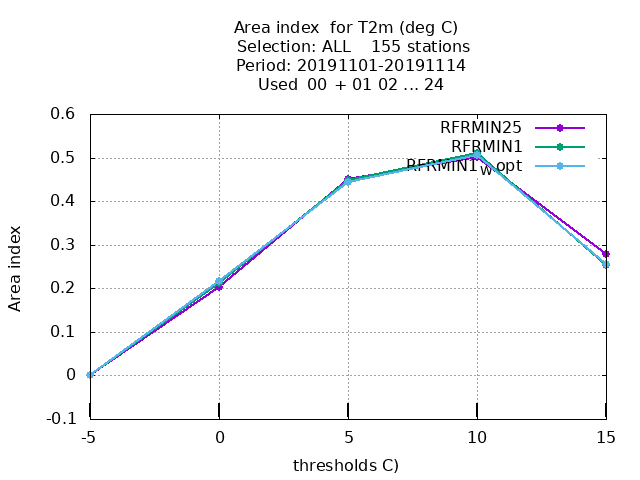 Area index for T2m (deg C)
Selection: ALL 155 stations
Period: 20191101-20191114
Used 00 + 01 02 ... 24
0.6
0.5
0.4
0.3
0.2
0.1
0
-0.1
Area index
RFRMIN25
RFRMIN1
RFRMIN1wopt
-5
0
5
10
15
thresholds C)